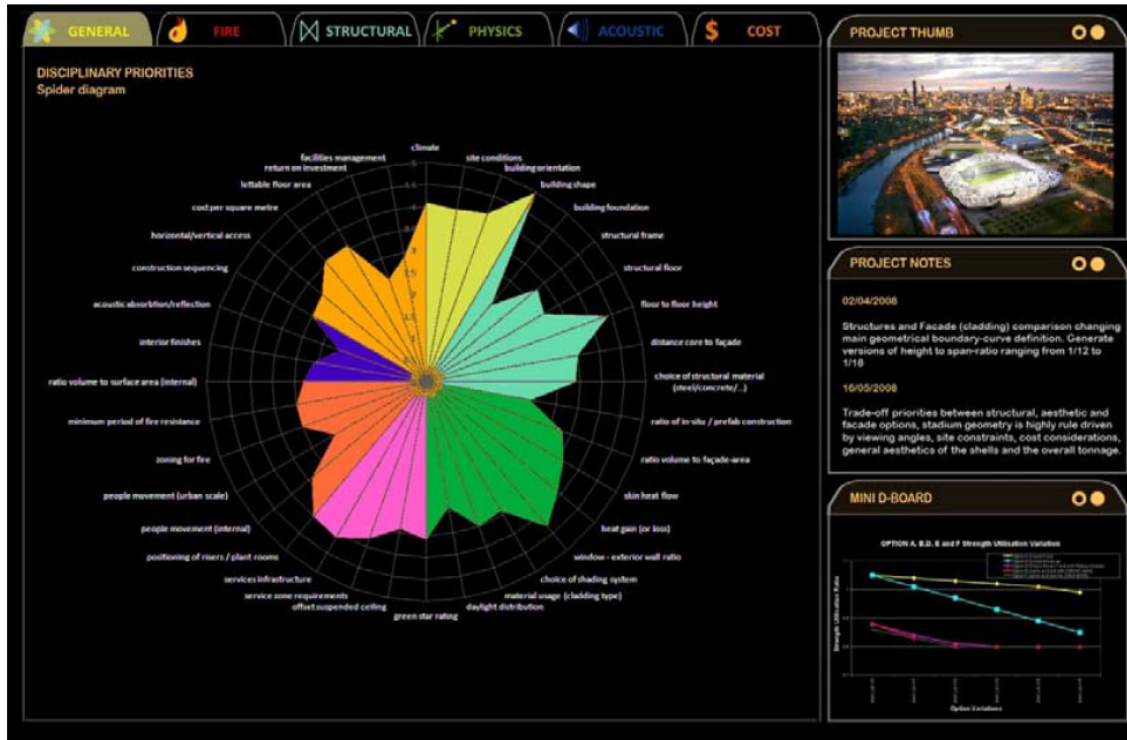 GENERAL
FIRE
STRUCTURAL
PHYSICS
ACOUSTIC
COST
DISCIPLINARY PRIORITIES
Spider diagram
climate
site conditions
building orientation
building shape
building foundation
structural frame
structural floor
floor to floor height
distance core to façade
choice of structural material
(steel/concrete/...)
ratio of in-situ / prefab construction
ratio volume to façade-area
skin heat flow
heat gain (or loss)
window - exterior wall ratio
choice of shading system
material usage (cladding type)
daylight distribution
green star rating
offset suspended ceiling
service zone requirements
services infrastructure
positioning of risers / plant rooms
people movement (internal)
people movement (urban scale)
zoning for fire
minimum period of fire resistance
ratio volume to surface area (internal)
interior finishes
acoustic absorbtion/reflection
construction sequencing
horizontal/vertical access
cost per square metre
lettable floor area
return on investment
facilities management
PROJECT THUMB
PROJECT NOTES
02/04/2008
Structures and Facade (cladding) comparison changing
main geometrical boundary-curve definition. Generate
versions of height to span-ratio ranging from 1/12 to
1/18
16/05/2008
Trade-off priorities between structural, aesthetic and
facade options, stadium geometry is highly rule driven
by viewing angles, site constraints, cost considerations,
general aesthetics of the shells and the overall tonnage.
MINI D-BOARD
OPTION A, B.D. E and F Strength Utilisation Variation
Strength Utilisation Ratio
Option Variations